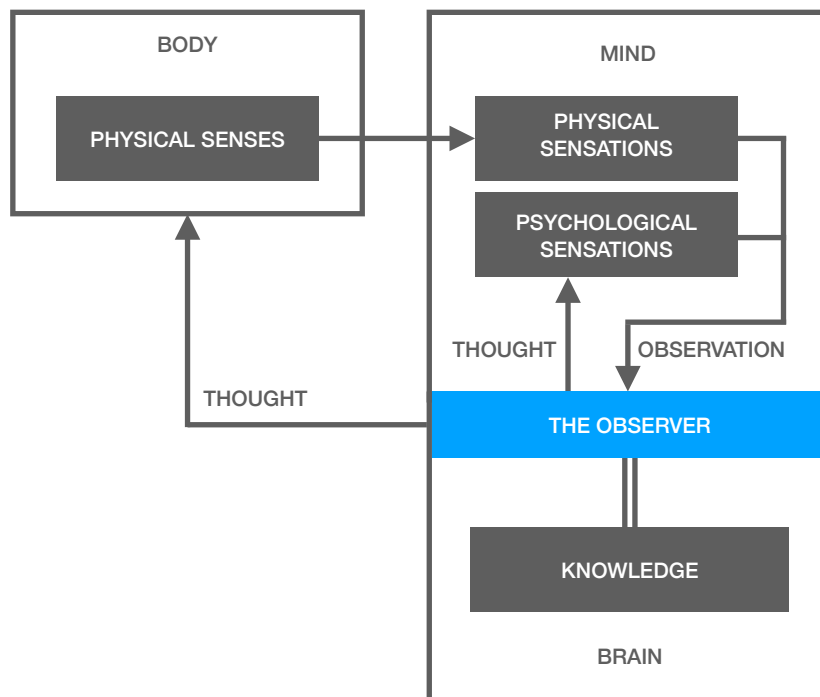 BODY
MIND
PHYSICAL SENSES
PHYSICAL
SENSATIONS
PSYCHOLOGICAL
SENSATIONS
THOUGHT
OBSERVATION
THOUGHT
THE OBSERVER
KNOWLEDGE
BRAIN